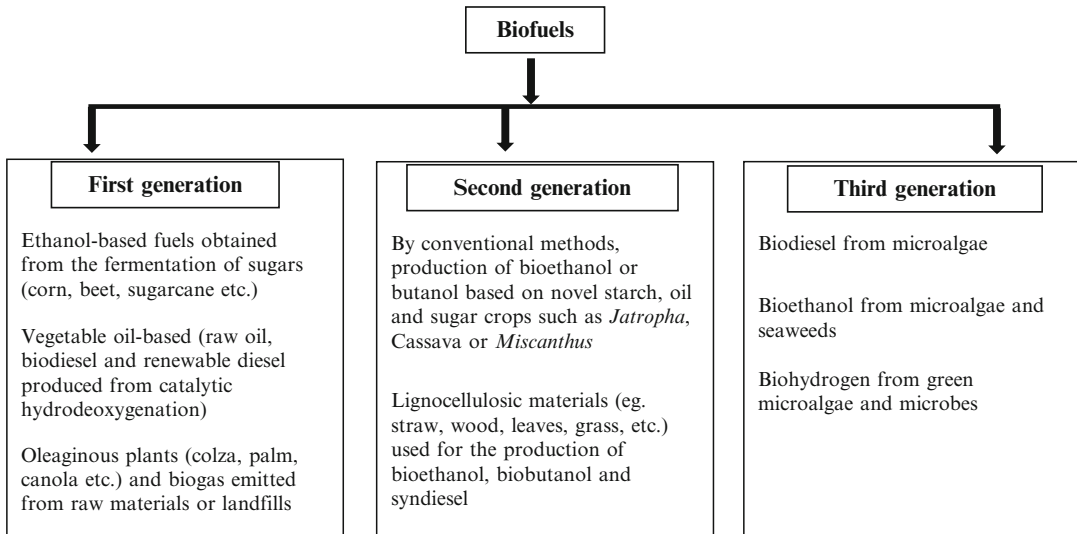 Biofuels
First generation
Ethanol-based fuels obtained
from the fermentation of sugars
(corn, beet, sugarcane etc.)
Vegetable oil-based (raw oil,
biodiesel and renewable diesel
produced from catalytic
hydrodeoxygenation)
Oleaginous plants (colza, palm,
canola etc.) and biogas emitted
from raw materials or landfills
Second generation
By conventional methods,
production of bioethanol or
butanol based on novel starch, oil
and sugar crops such as Jatropha,
Cassava or Miscanthus
Lignocellulosic materials (eg.
straw, wood, leaves, grass, etc.)
used for the production of
bioethanol, biobutanol and
syndiesel
Third generation
Biodiesel from microalgae
Bioethanol from microalgae and
seaweeds
Biohydrogen from green
microalgae and microbes